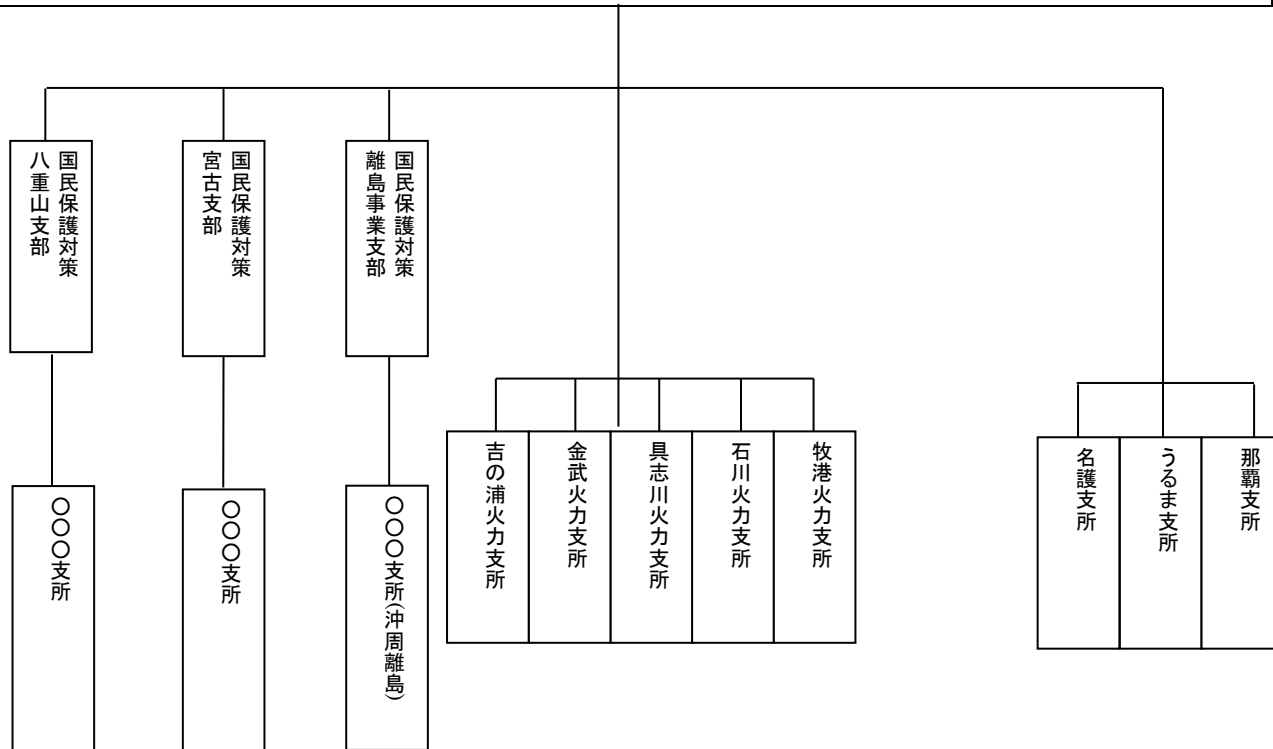 国民保護対策
八重山支部
国民保護対策
宮古支部
国民保護対策
離島事業支部
〇〇〇支所
〇〇〇支所
〇〇〇支所(沖周離島)
吉の浦火力支所
金武火力支所
具志川火力支所
石川火力支所
牧港火力支所
名護支所
うるま支所
那覇支所